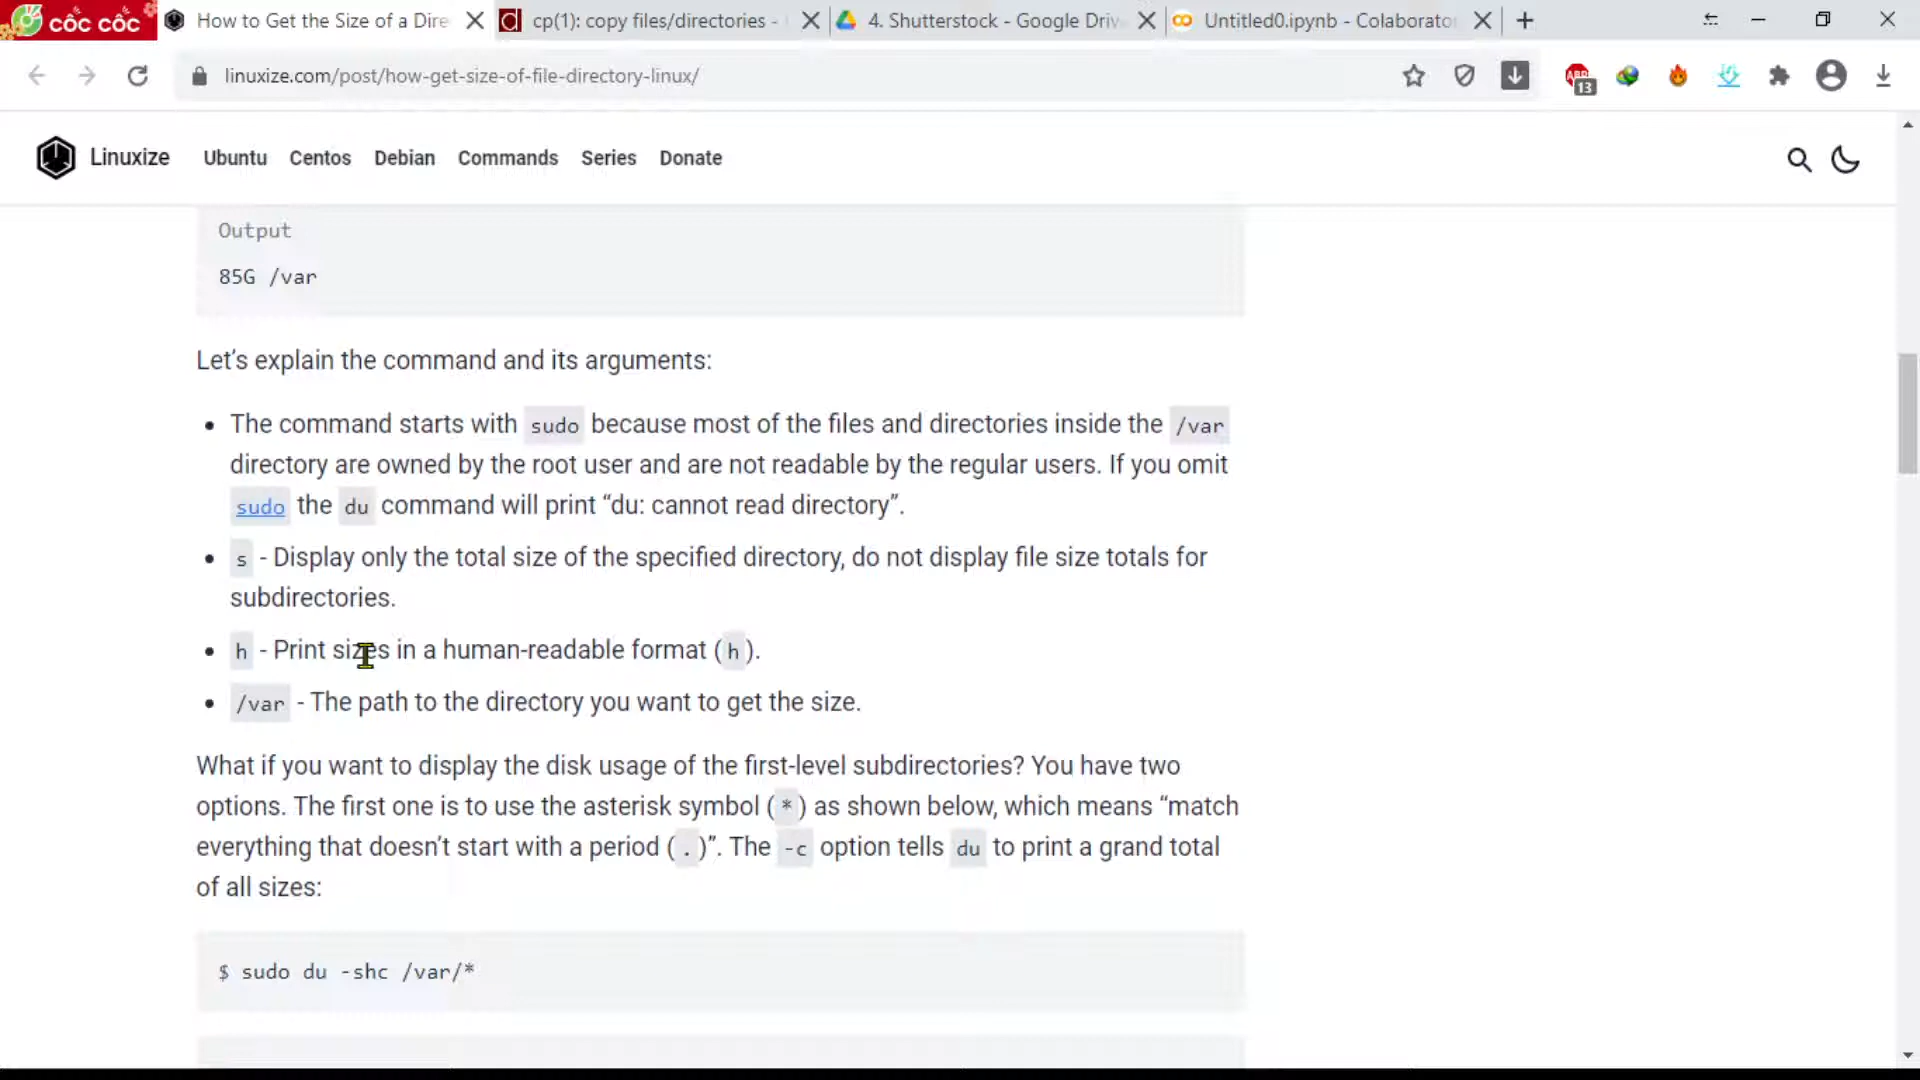 cốc cốc How to Get the Size of a Dire cp(1): copy files/directories - 4. Shutterstock - Google Driv Untitled0.ipynb - Colaborato
linuxize.com/post/how-get-size-of-file-directory-linux/ ABP 13
Linuxize Ubuntu Centos Debian Commands Series Donate
Output
85G /var
Let's explain the command and its arguments:
• The command starts with sudo because most of the files and directories inside the /var
directory are owned by the root user and are not readable by the regular users. If you omit
sudo the du command will print “du: cannot read directory”.
• s - Display only the total size of the specified directory, do not display file size totals for
subdirectories.
• h - Print sizes in a human-readable format ( h ).
• /var - The path to the directory you want to get the size.
What if you want to display the disk usage of the first-level subdirectories? You have two
options. The first one is to use the asterisk symbol ( * ) as shown below, which means “match
everything that doesn't start with a period ( . )”. The -c option tells du to print a grand total
of all sizes:
$ sudo du -shc /var/*